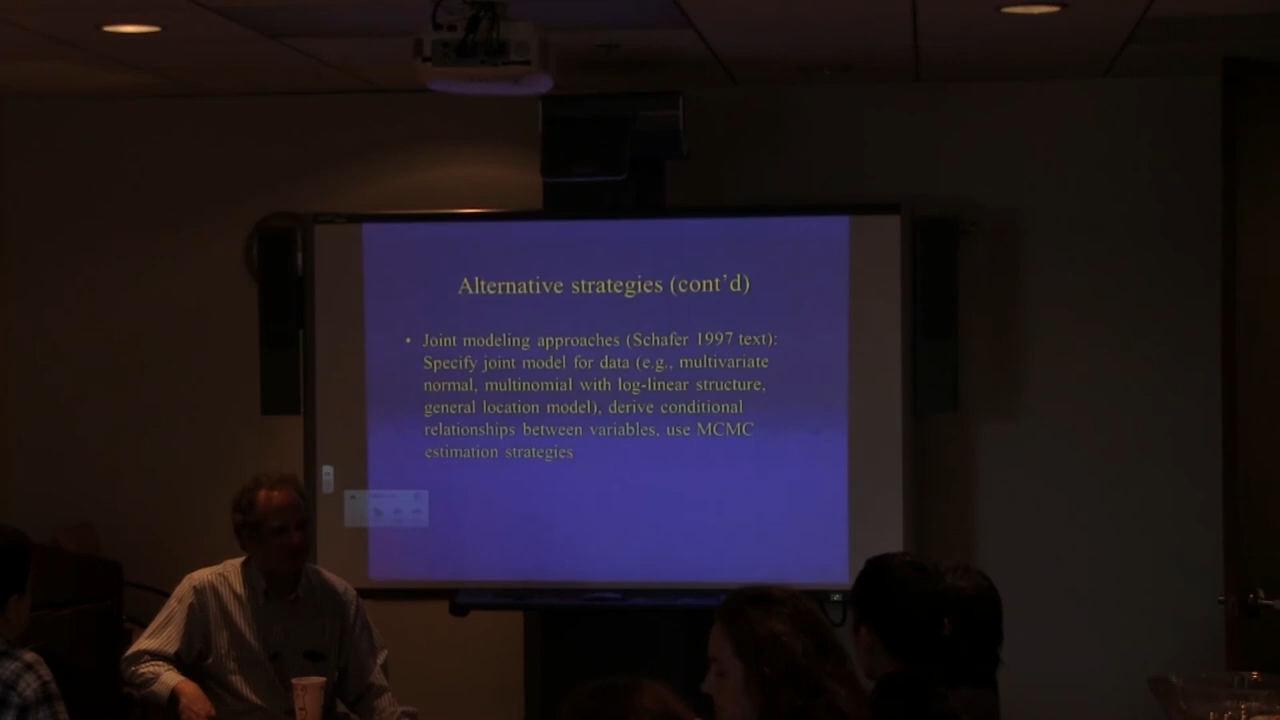 Alternative strategies (cont'd)
• Joint modeling approaches (Schafer 1997 text):
Specify joint model for data (e.g., multivariate
normal, multinomial with log-linear structure,
general location model), derive conditional
relationships between variables, use MCMC
estimation strategies